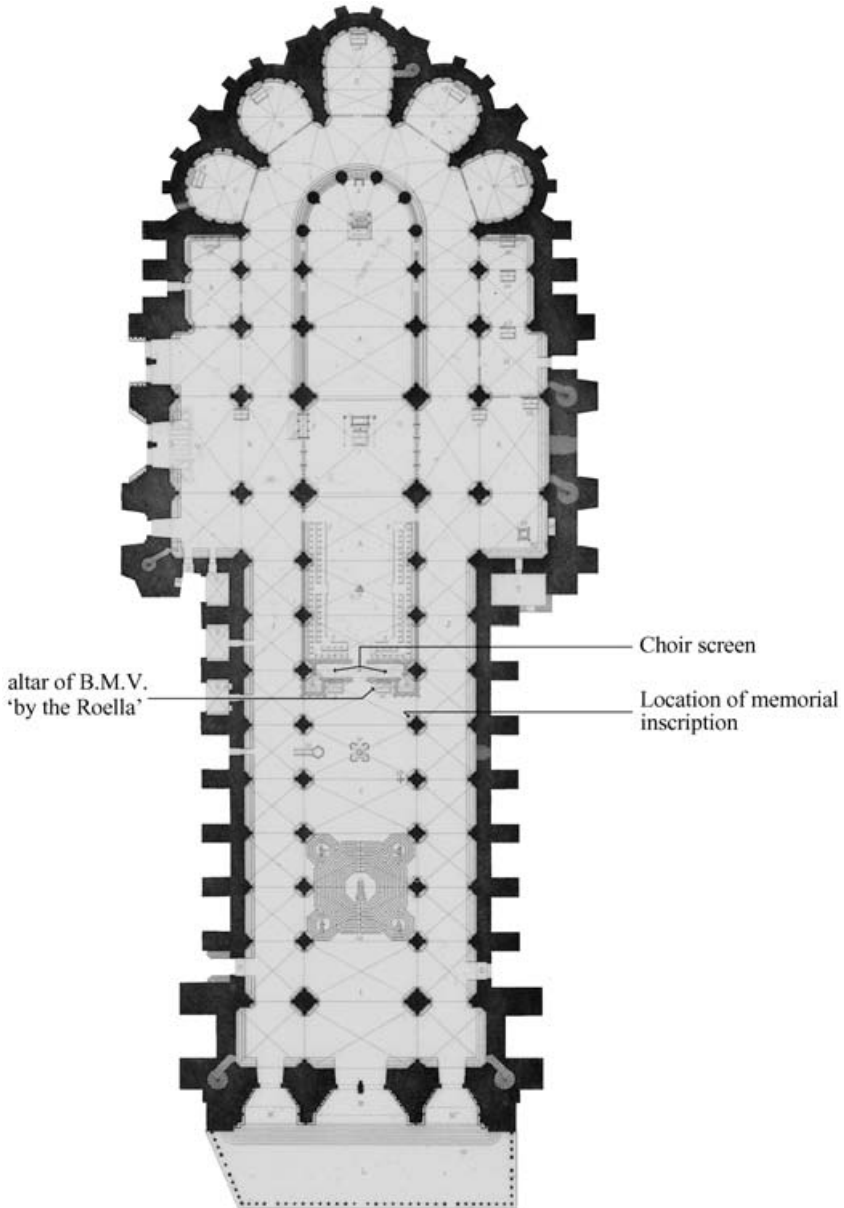 Choir screen
altar of B.M.V.
'by the Roella'
Location of memorial
inscription